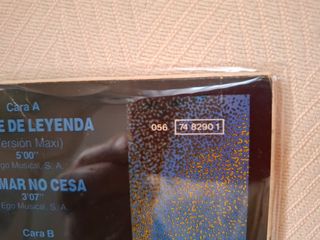 Cara A
E DE LEYENDA
ersión Maxi)
5'00"
Ego Musical, S. A.
MAR NO CESA
3'07"
Ego Musical, S. A.
Cara B
056 74 8290 1